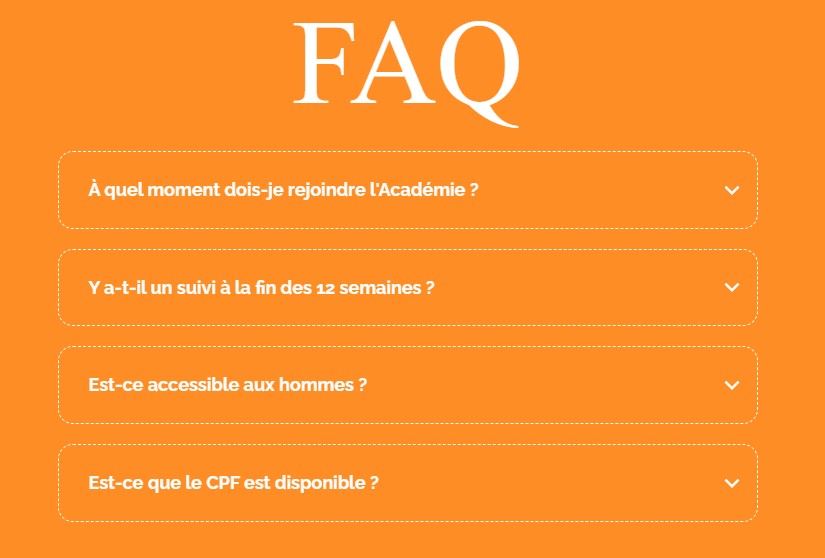 FAQ
À quel moment dois-je rejoindre l'Académie ?
Y a-t-il un suivi à la fin des 12 semaines ?
Est-ce accessible aux hommes ?
Est-ce que le CPF est disponible ?